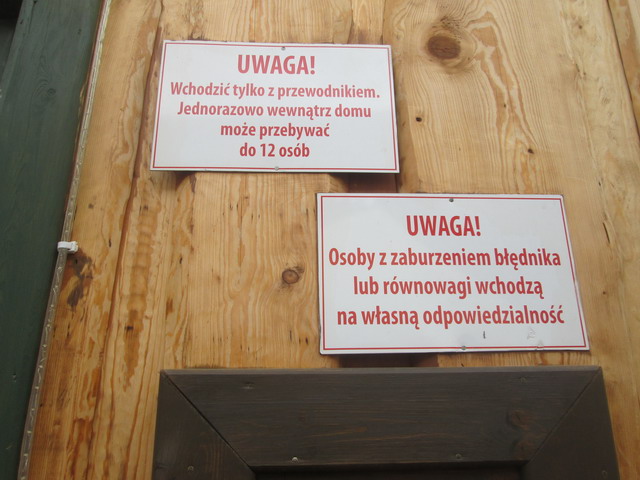 UWAGA!
Wchodzić tylko z przewodnikiem.
Jednorazowo wewnątrz domu
może przebywać
do 12 osób
UWAGA!
Osoby z zaburzeniem błędnika
lub równowagi wchodzą
na własną odpowiedzialność